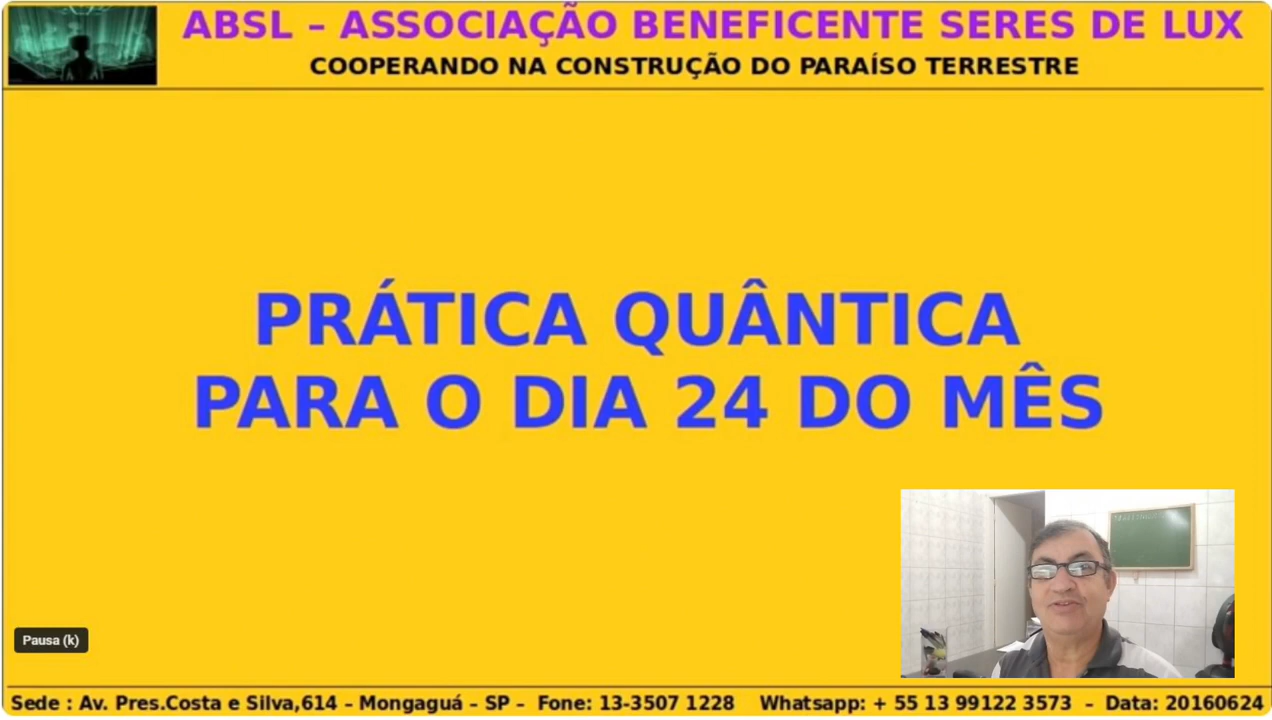 ABSL – ASSOCIAÇÃO BENEFICENTE SERES DE LUX
COOPERANDO NA CONSTRUÇÃO DO PARAÍSO TERRESTRE
PRÁTICA QUÂNTICA
PARA O DIA 24 DO MÊS
Pausa (k)
Sede : Av. Pres.Costa e Silva,614 – Mongaguá – SP – Fone: 13-3507 1228 Whatsapp: + 55 13 99122 3573 – Data: 20160624